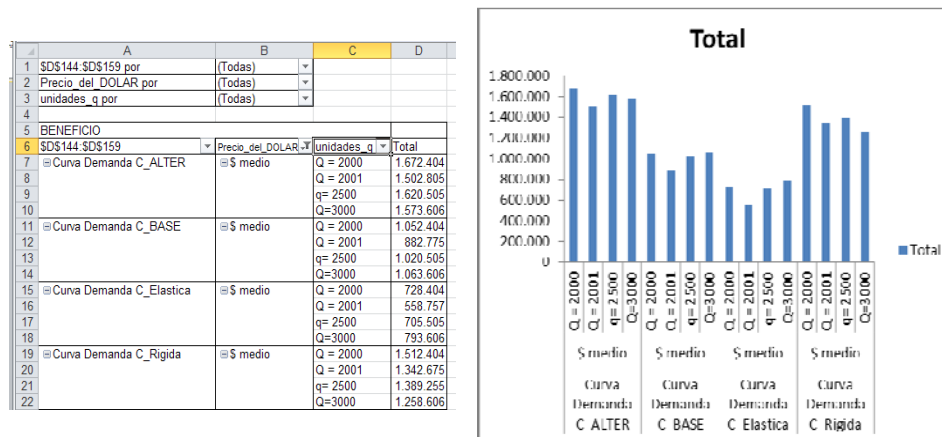 A B C D
1 $D$144:$D$159 por (Todas)
2 Precio_del_DOLAR por (Todas)
3 unidades_q por (Todas)
4
5 BENEFICIO
6 $D$144:$D$159 Precio_del_DOLAR unidades_q Total
7 Curva Demanda C_ALTER $ medio Q = 2000 1.672.404
8 Q = 2001 1.502.805
9 q= 2500 1.620.505
10 Q=3000 1.573.606
11 Curva Demanda C_BASE $ medio Q = 2000 1.052.404
12 Q = 2001 882.775
13 q= 2500 1.020.505
14 Q=3000 1.063.606
15 Curva Demanda C_Elastica $ medio Q = 2000 728.404
16 Q = 2001 558.757
17 q= 2500 705.505
18 Q=3000 793.606
19 Curva Demanda C_Rigida $ medio Q = 2000 1.512.404
20 Q = 2001 1.342.675
21 q= 2500 1.389.255
22 Q=3000 1.258.606
Total
1.800.000
1.600.000
1.400.000
1.200.000
1.000.000
800.000
600.000
400.000
200.000
0
Total
Q = 2000 Q = 2001 q= 2500 Q=3000 Q = 2000 Q = 2001 q= 2500 Q=3000 Q = 2000 Q = 2001 q= 2500 Q=3000 Q = 2000 Q = 2001 q= 2500 Q=3000
$ medio $ medio $ medio $ medio
Curva Curva Curva Curva
Demanda Demanda Demanda Demanda
C_ALTER C_BASE C_Elastica C_Rigida